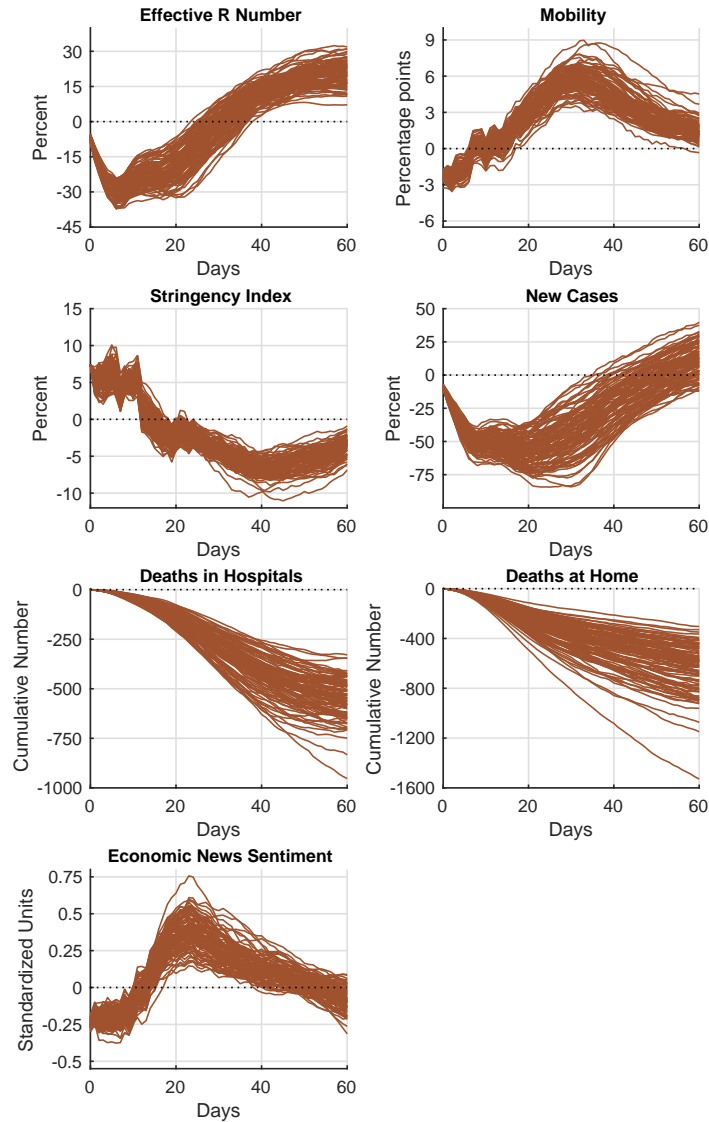 Effective R Number
30
15
0
-15
-30
-45
Percent
0 20 40 60
Days
Mobility
9
6
3
0
-3
-6
Percentage points
0 20 40 60
Days
Stringency Index
15
10
5
0
-5
-10
Percent
0 20 40 60
Days
New Cases
50
25
0
-25
-50
-75
Percent
0 20 40 60
Days
Deaths in Hospitals
0
-250
-500
-750
-1000
Cumulative Number
0 20 40 60
Days
Deaths at Home
0
-400
-800
-1200
-1600
Cumulative Number
0 20 40 60
Days
Economic News Sentiment
0.75
0.5
0.25
0
-0.25
-0.5
Standardized Units
0 20 40 60
Days